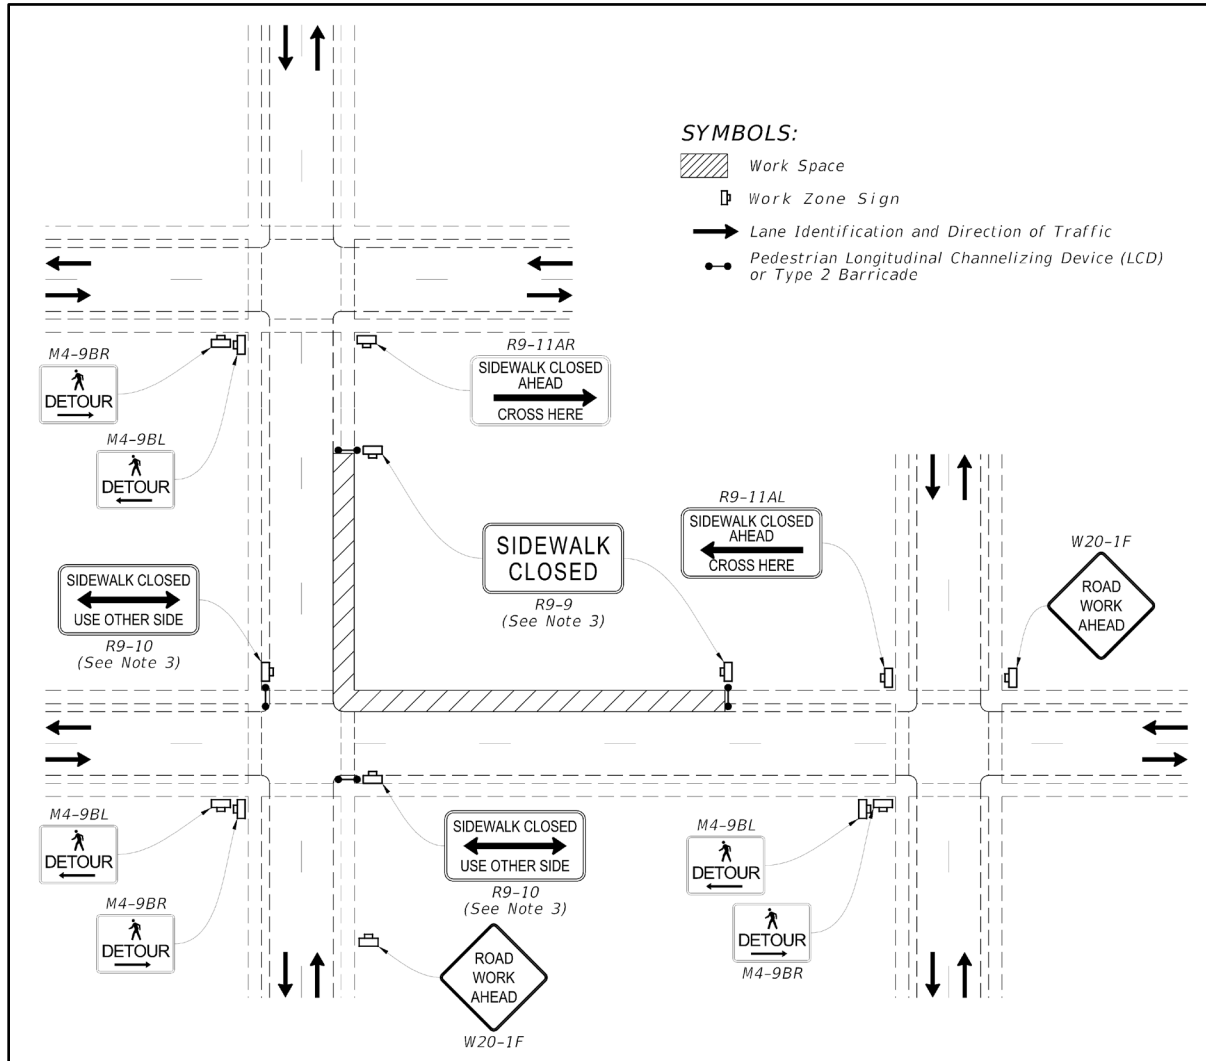 SYMBOLS:
Work Space
Work Zone Sign
Lane Identification and Direction of Traffic
Pedestrian Longitudinal Channelizing Device (LCD)
or Type 2 Barricade
M4-9BR
DETOUR
M4-9BL
DETOUR
R9-11AR
SIDEWALK CLOSED
AHEAD
CROSS HERE
R9-11AL
SIDEWALK CLOSED
AHEAD
CROSS HERE
W20-1F
ROAD
WORK
AHEAD
SIDEWALK
CLOSED
R9-9
(See Note 3)
SIDEWALK CLOSED
USE OTHER SIDE
R9-10
(See Note 3)
M4-9BL
DETOUR
M4-9BR
DETOUR
SIDEWALK CLOSED
USE OTHER SIDE
R9-10
(See Note 3)
M4-9BL
DETOUR
DETOUR
M4-9BR
ROAD
WORK
AHEAD
W20-1F